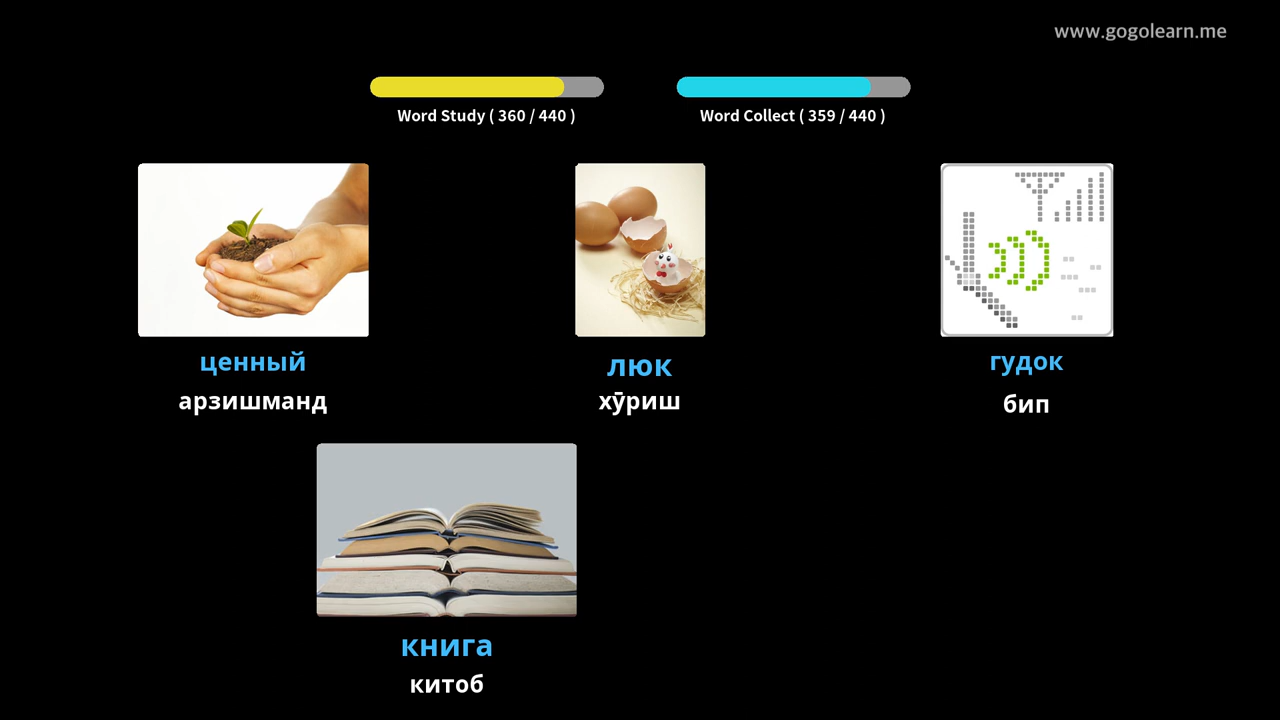 www.gogolearn.me
Word Study ( 360 / 440 )
Word Collect ( 359 / 440 )
ценный
арзишманд
люк
хӯриш
гудок
бип
книга
китоб